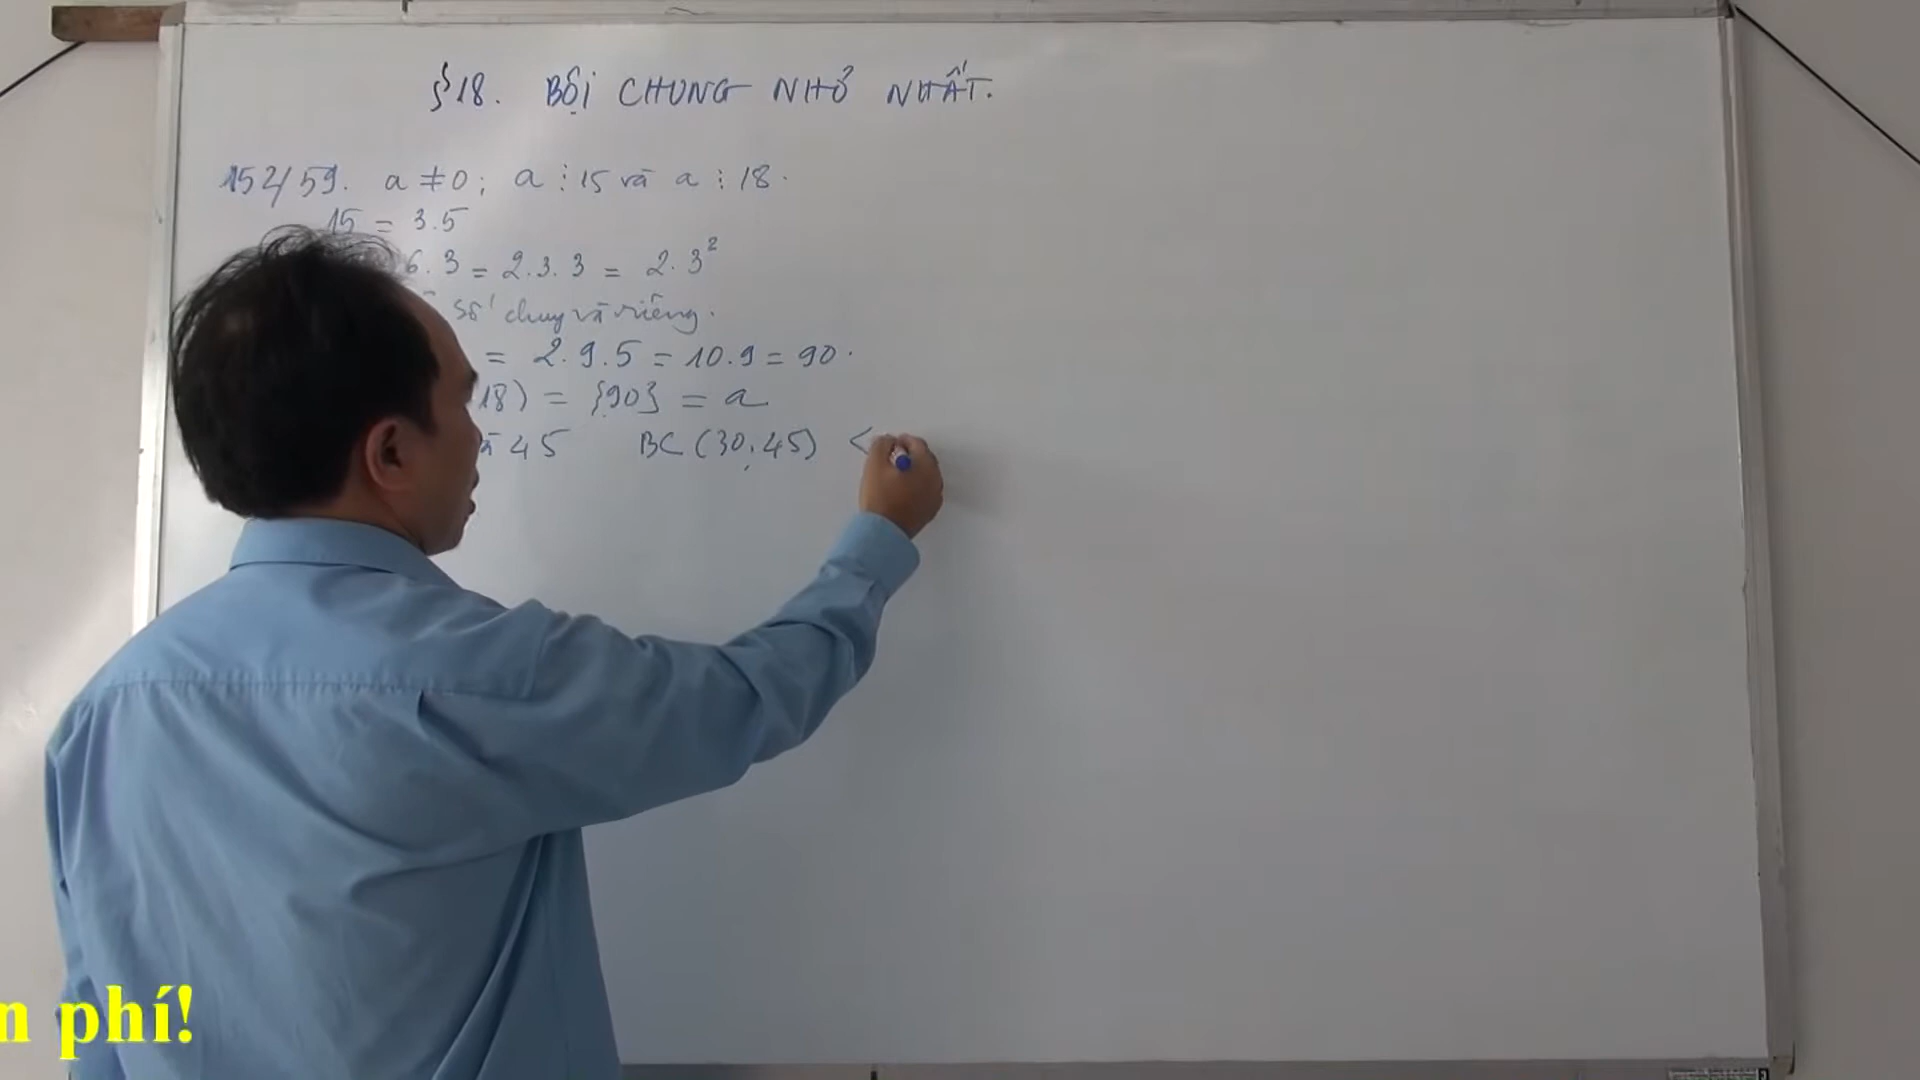 §18. BỘI CHUNG NHỎ NHẤT.
152/59. a ≠ 0; a ⋮ 15 và a ⋮ 18.
15 = 3.5
6.3 = 2.3.3 = 2.3²
số chung và riêng.
= 2.9.5 = 10.9 = 90.
18) = {90} = a
45 BC (30, 45) <
n phí!